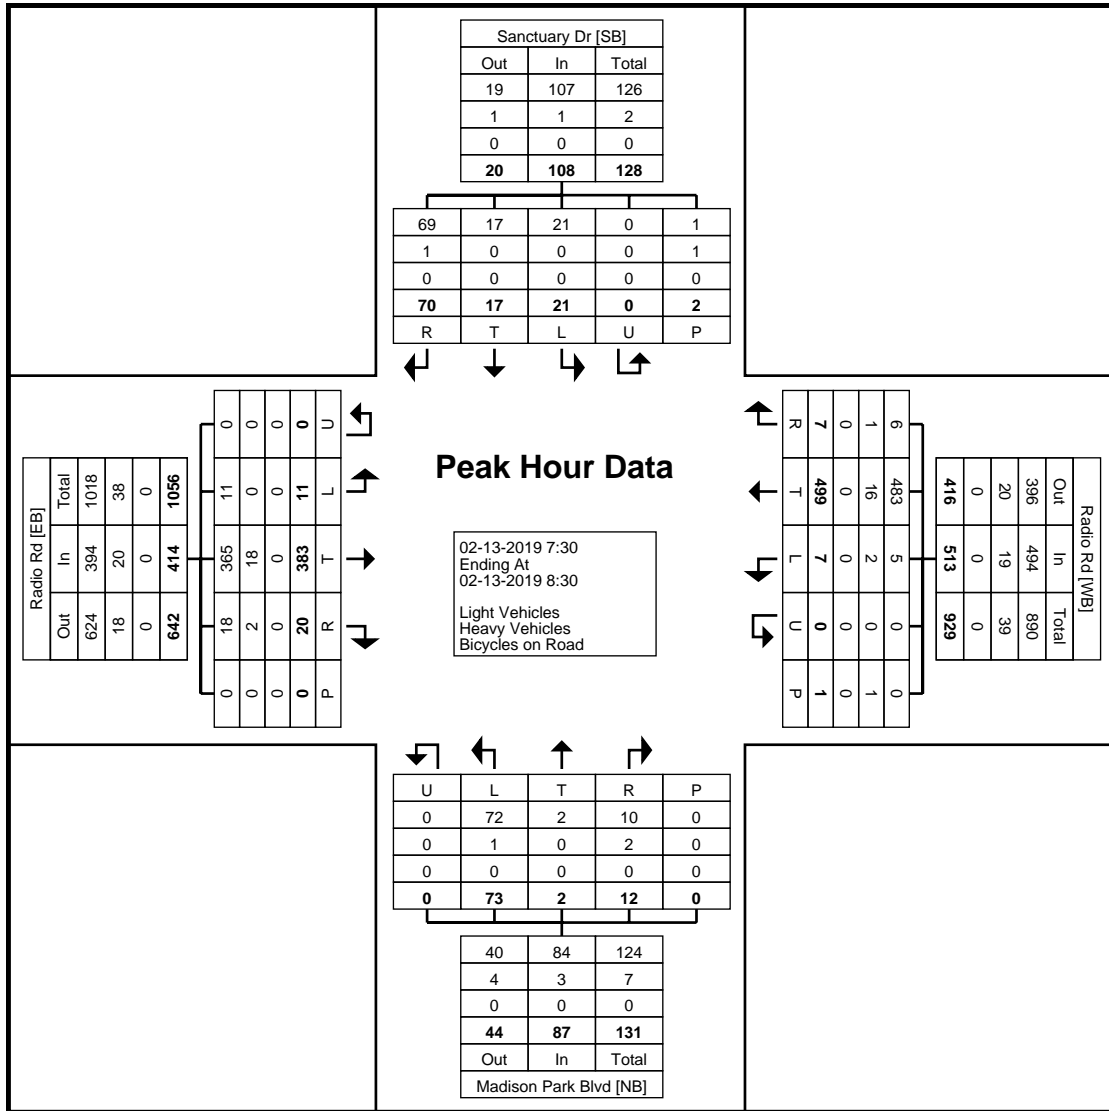 Sanctuary Dr [SB]
Out In Total
19 107 126
1 1 2
0 0 0
20 108 128
69 17 21 0 1
1 0 0 0 1
0 0 0 0 0
70 17 21 0 2
R T L U P
Radio Rd [EB]
Total In Out
1018 394 624
38 20 18
0 0 0
1056 414 642
0 11 365 18 0
0 0 18 2 0
0 0 0 0 0
0 11 383 20 0
U L T R P
Peak Hour Data
02-13-2019 7:30
Ending At
02-13-2019 8:30
Light Vehicles
Heavy Vehicles
Bicycles on Road
R T L U P
7 499 7 0 1
0 0 0 0 0
1 16 2 0 1
6 483 5 0 0
416 513 929
0 0 0
20 19 39
396 494 890
Out In Total
Radio Rd [WB]
U L T R P
0 72 2 10 0
0 1 0 2 0
0 0 0 0 0
0 73 2 12 0
40 84 124
4 3 7
0 0 0
44 87 131
Out In Total
Madison Park Blvd [NB]